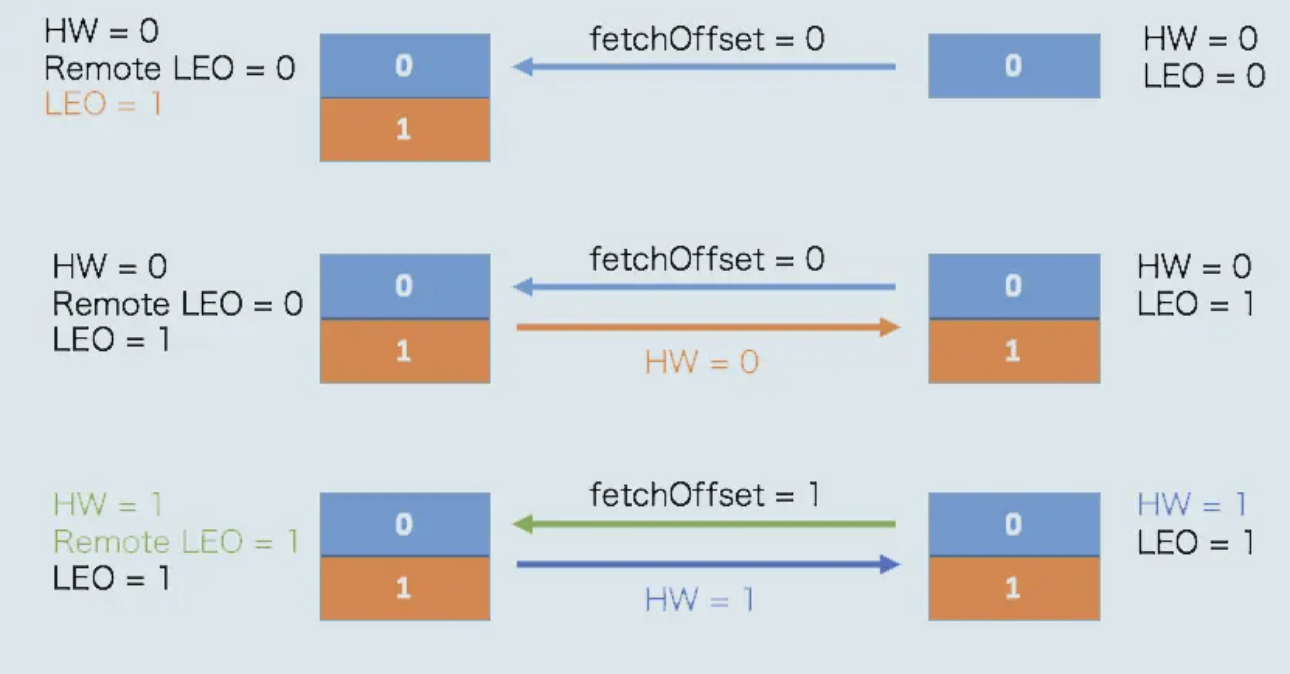 HW = 0
Remote LEO = 0
LEO = 1
0
1
fetchOffset = 0
0
HW = 0
LEO = 0
HW = 0
Remote LEO = 0
LEO = 1
0
1
fetchOffset = 0
HW = 0
0
1
HW = 0
LEO = 1
HW = 1
Remote LEO = 1
LEO = 1
0
1
fetchOffset = 1
HW = 1
0
1
HW = 1
LEO = 1